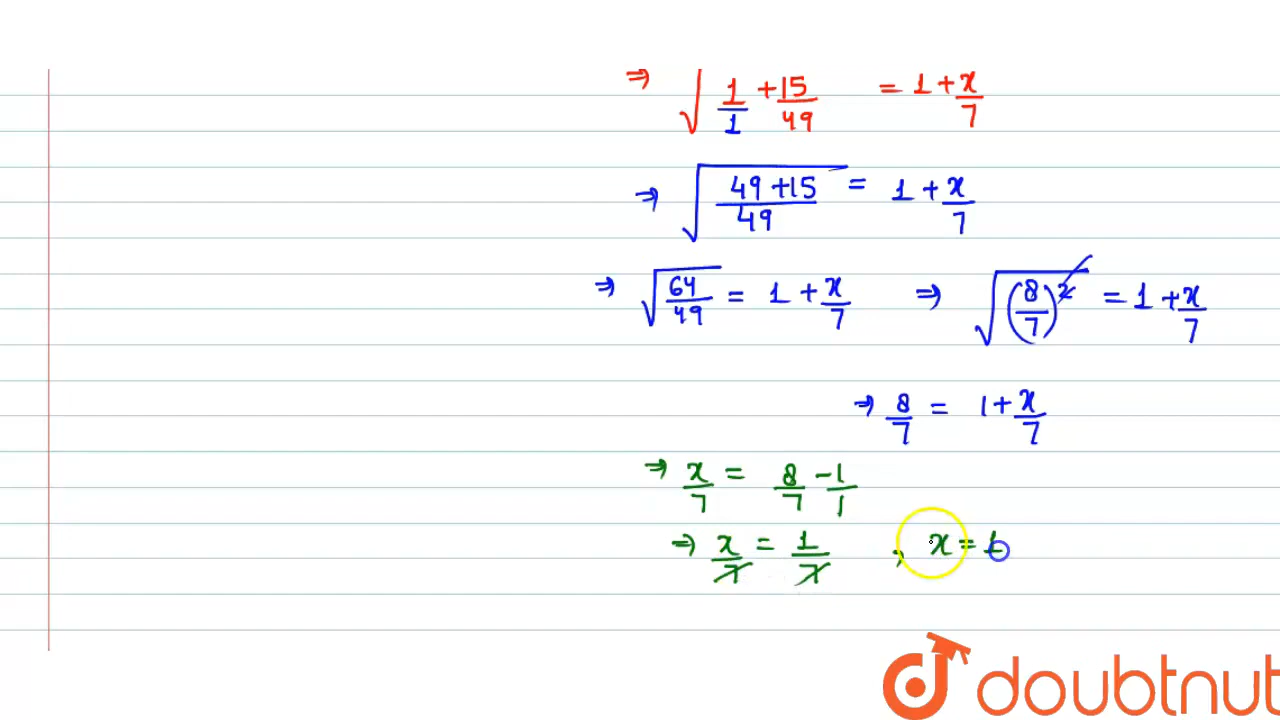 ⇒ √(1/1 + 15/49) = 1 + x/7
⇒ √((49 + 15)/49) = 1 + x/7
⇒ √(64/49) = 1 + x/7 ⇒ √((8/7)²) = 1 + x/7
⇒ 8/7 = 1 + x/7
⇒ x/7 = 8/7 - 1/1
⇒ x/7 = 1/7 , x = 1
doubtnut